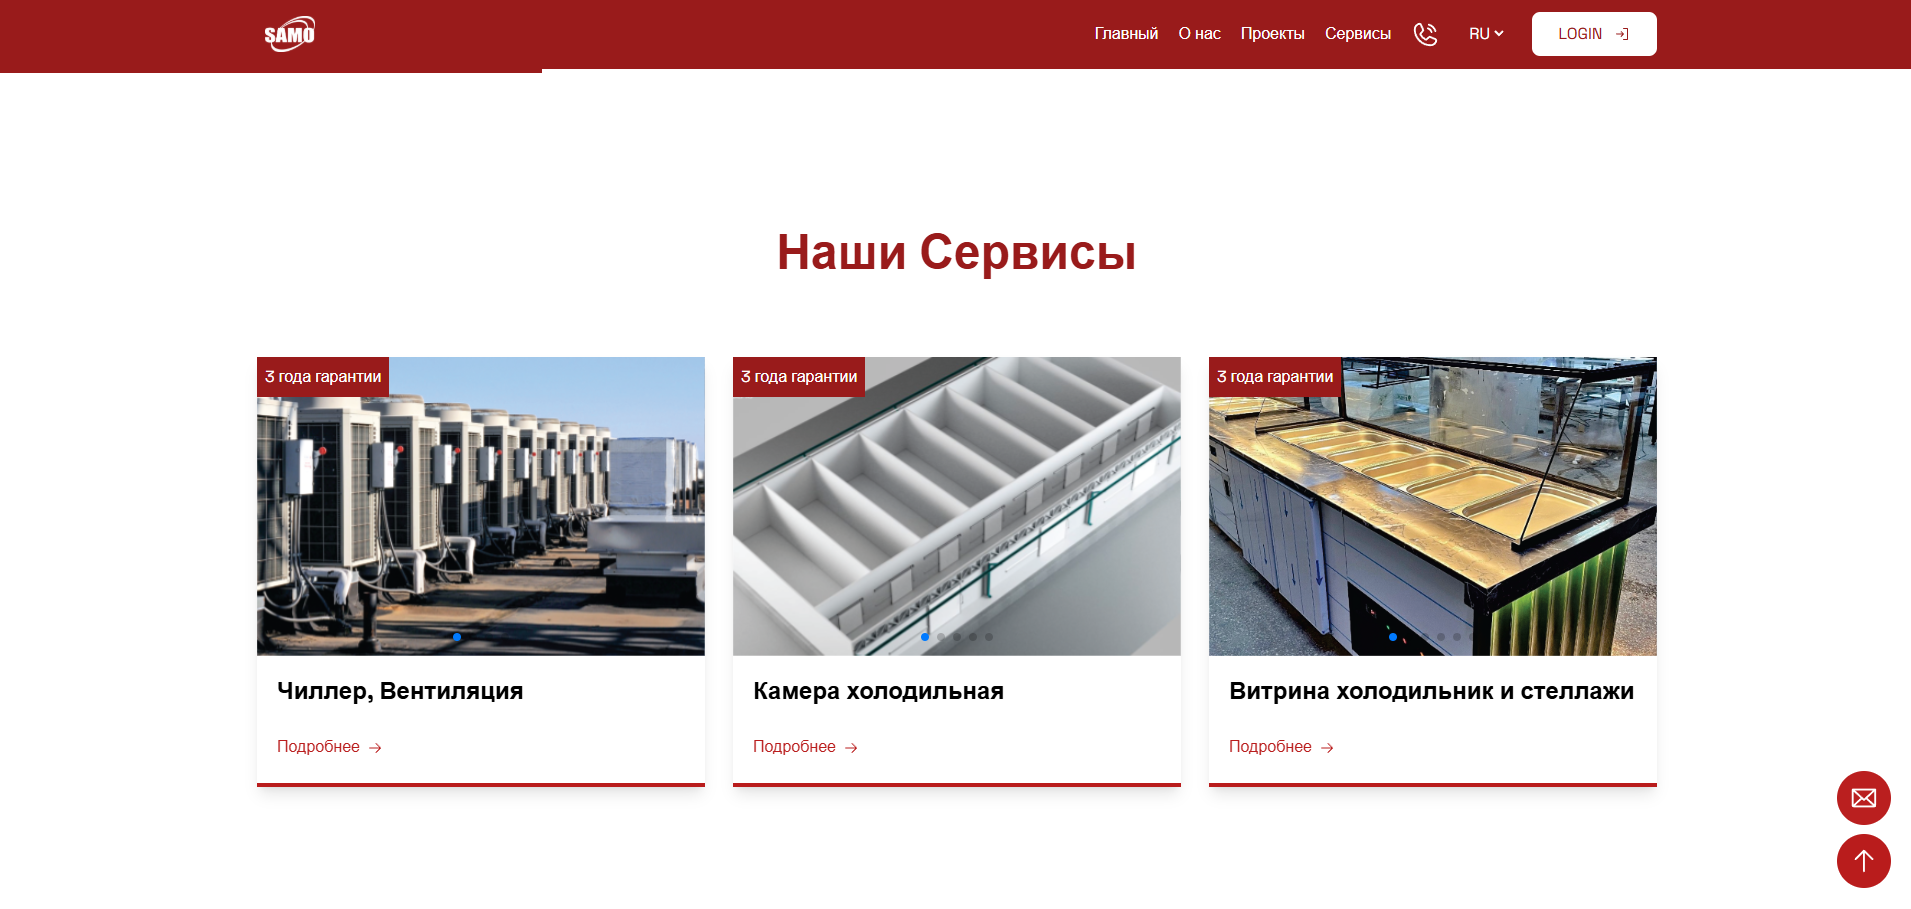 SAMO
Главный О нас Проекты Сервисы RU LOGIN
Наши Сервисы
3 года гарантии
3 года гарантии
3 года гарантии
Чиллер, Вентиляция
Камера холодильная
Витрина холодильник и стеллажи
Подробнее
Подробнее
Подробнее